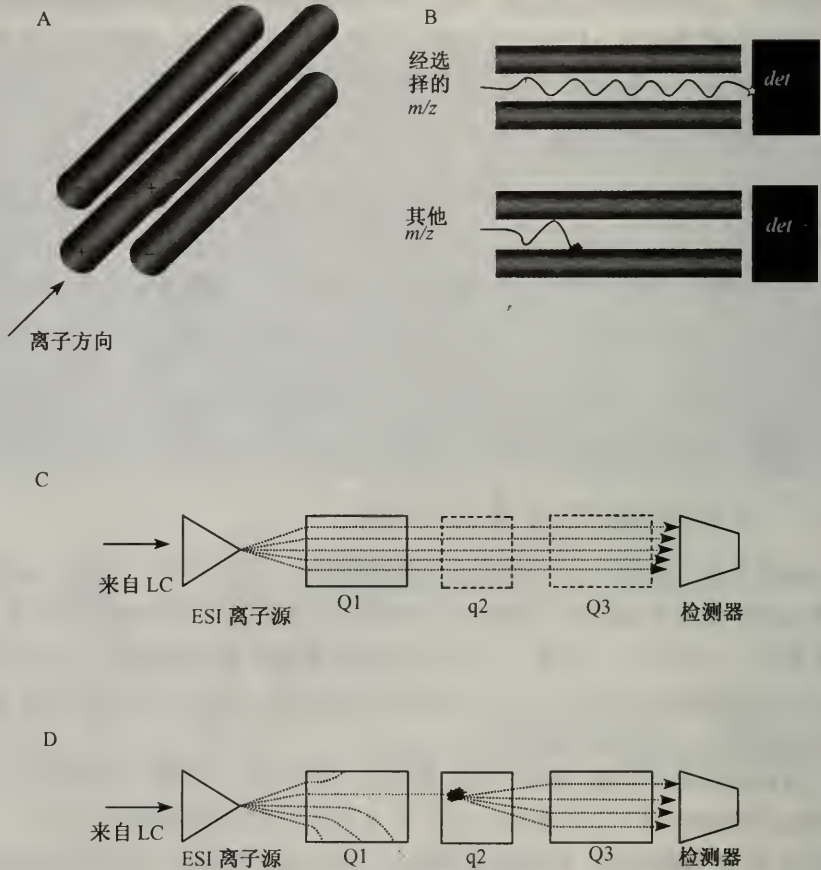 A
离子方向
B
经选
择的
m/z
det
其他
m/z
det
C
来自 LC
ESI 离子源
Q1
q2
Q3
检测器
D
来自 LC
ESI 离子源
Q1
q2
Q3
检测器